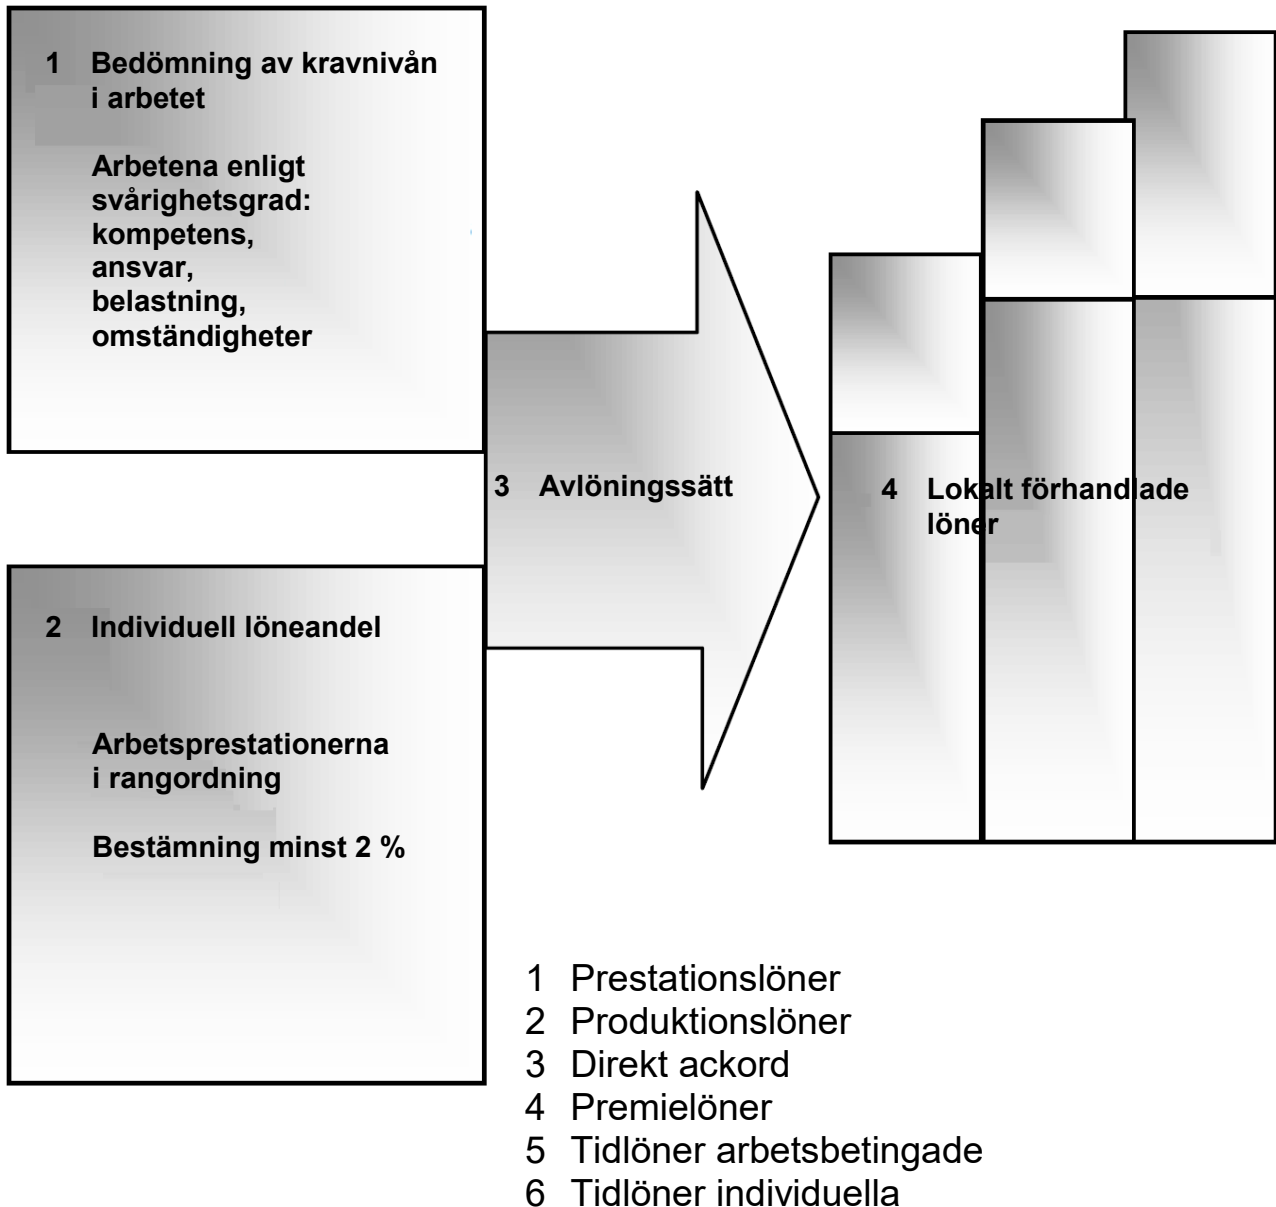 1 Bedömning av kravnivån
i arbetet
Arbetena enligt
svårighetsgrad:
kompetens,
ansvar,
belastning,
omständigheter
2 Individuell löneandel
Arbetsprestationerna
i rangordning
Bestämning minst 2 %
3 Avlöningssätt
4 Lokalt förhandlade
löner
1 Prestationslöner
2 Produktionslöner
3 Direkt ackord
4 Premielöner
5 Tidlöner arbetsbetingade
6 Tidlöner individuella